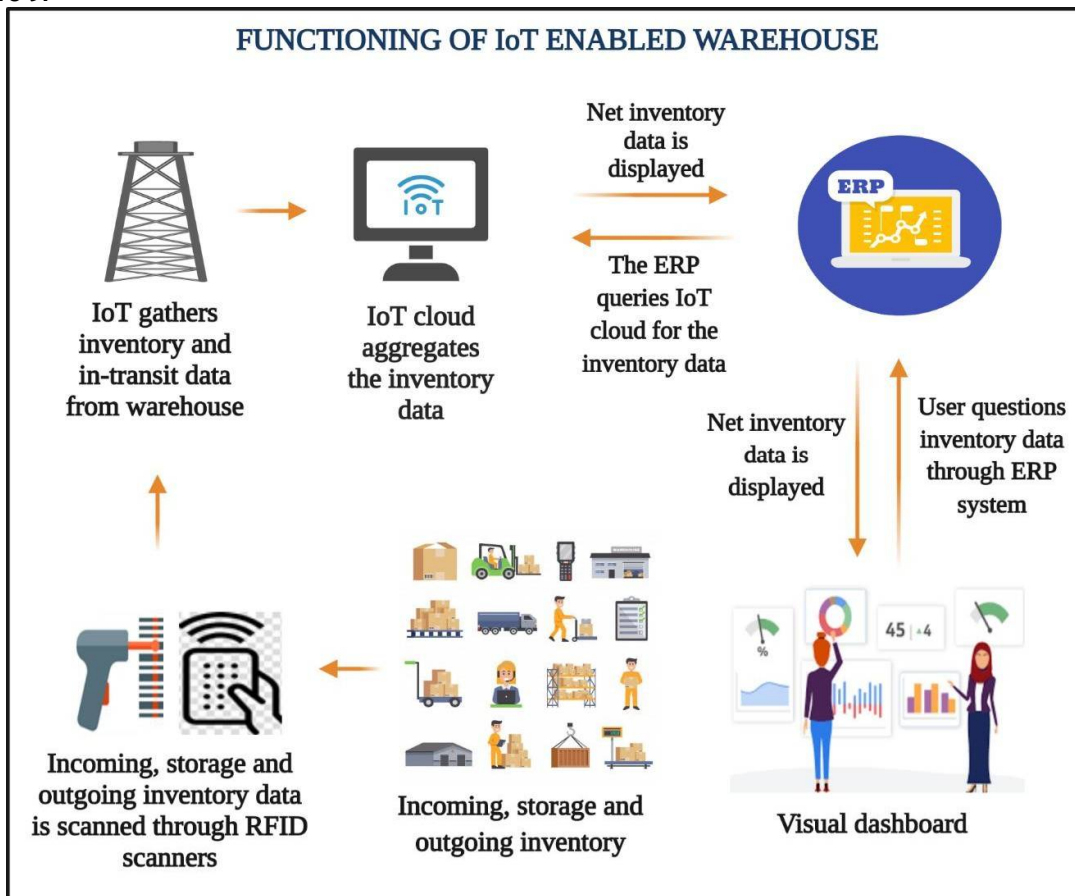 FUNCTIONING OF IoT ENABLED WAREHOUSE
Net inventory
data is
displayed
ERP
IoT
IoT gathers
inventory and
in-transit data
from warehouse
IoT cloud
aggregates
the inventory
data
The ERP
queries IoT
cloud for the
inventory data
Net inventory
data is
displayed
User questions
inventory data
through ERP
system
%
45 | ▲4
Incoming, storage and
outgoing inventory data
is scanned through RFID
scanners
Incoming, storage and
outgoing inventory
Visual dashboard